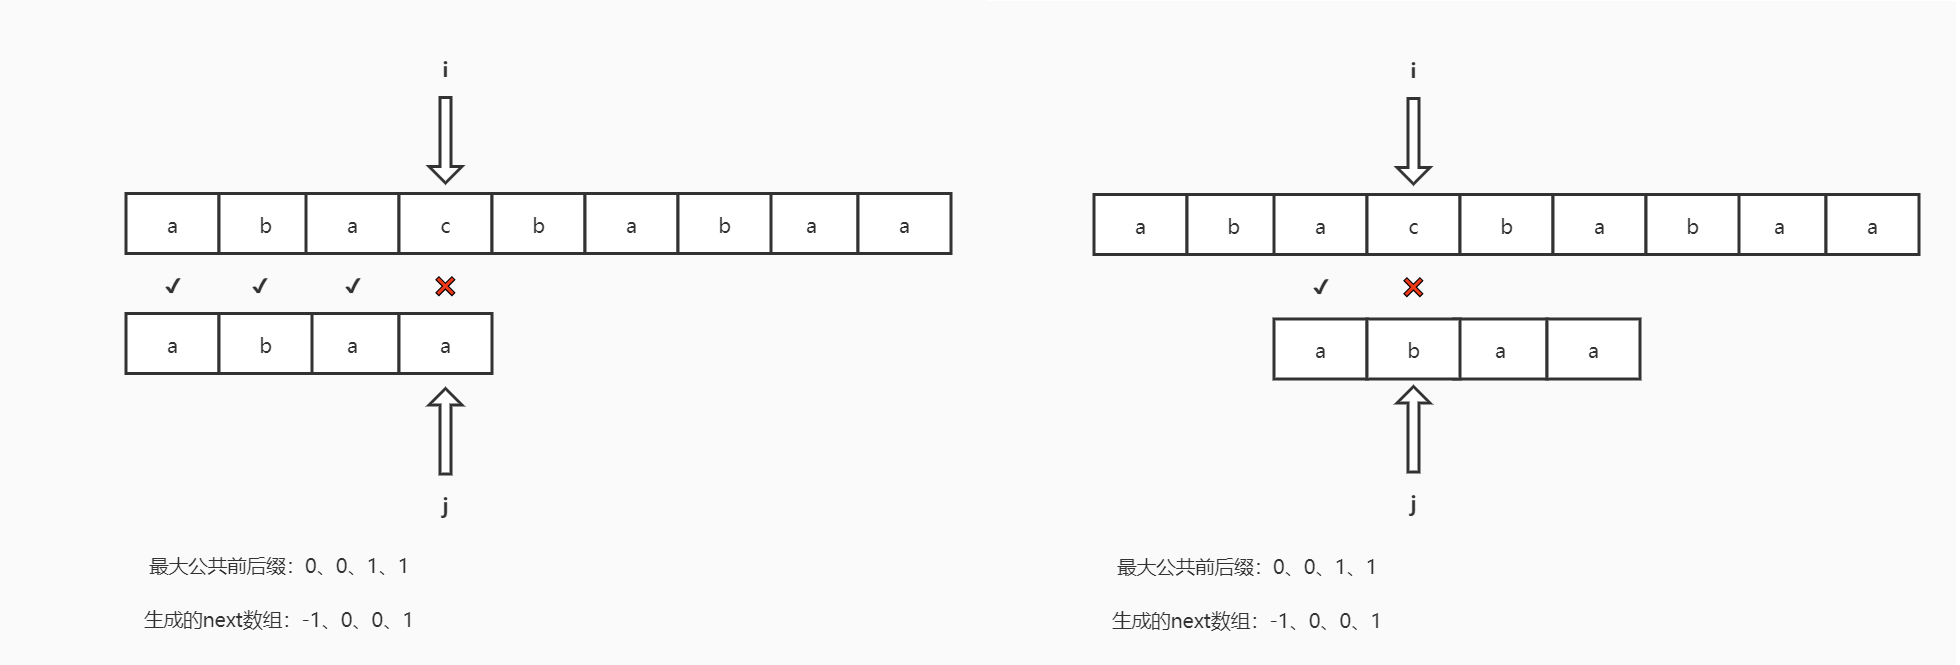 i
a b a c b a b a a
✓ ✓ ✓ ✗
a b a a
j
最大公共前后缀：0、0、1、1
生成的next数组：-1、0、0、1
i
a b a c b a b a a
✓ ✗
a b a a
j
最大公共前后缀：0、0、1、1
生成的next数组：-1、0、0、1